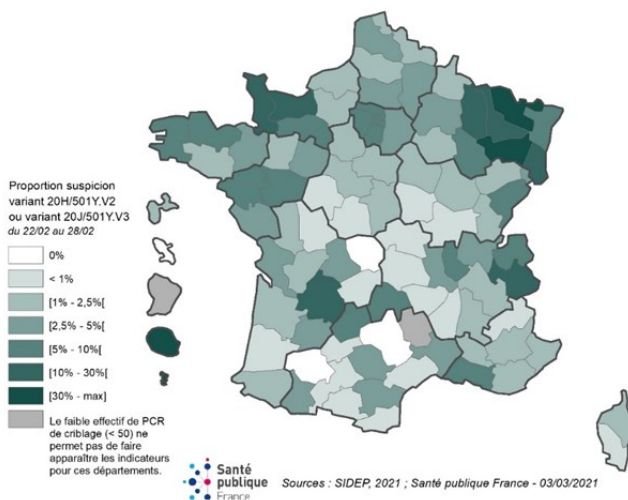 Proportion suspicion
variant 20H/501Y.V2
ou variant 20J/501Y.V3
du 22/02 au 28/02
0%
< 1%
[1% - 2,5%[
[2,5% - 5%[
[5% - 10%[
[10% - 30%[
[30% - max]
Le faible effectif de PCR
de criblage (< 50) ne
permet pas de faire
apparaître les indicateurs
pour ces départements.
Santé
publique
France
Sources : SIDEP, 2021 ; Santé publique France - 03/03/2021